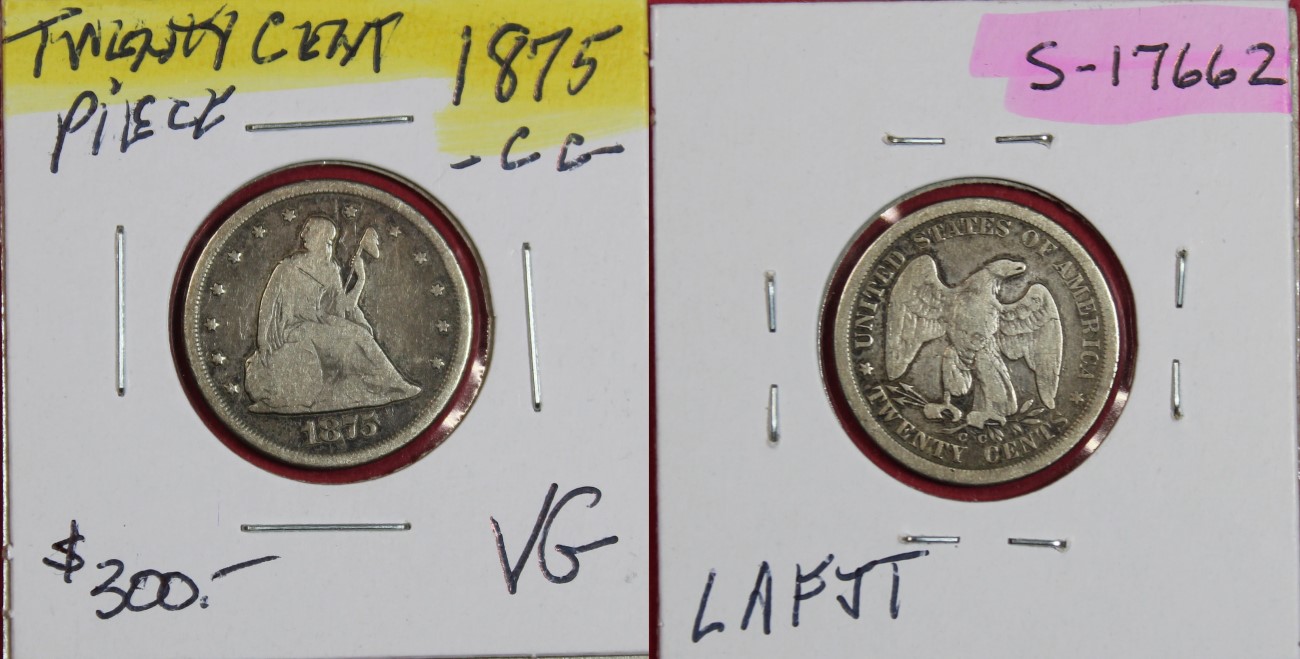 TWENTY CENT
PIECE
1875
-CC
1875
$300.-
VG
S-17662
UNITED STATES OF AMERICA
CC
TWENTY CENTS
LAFJT